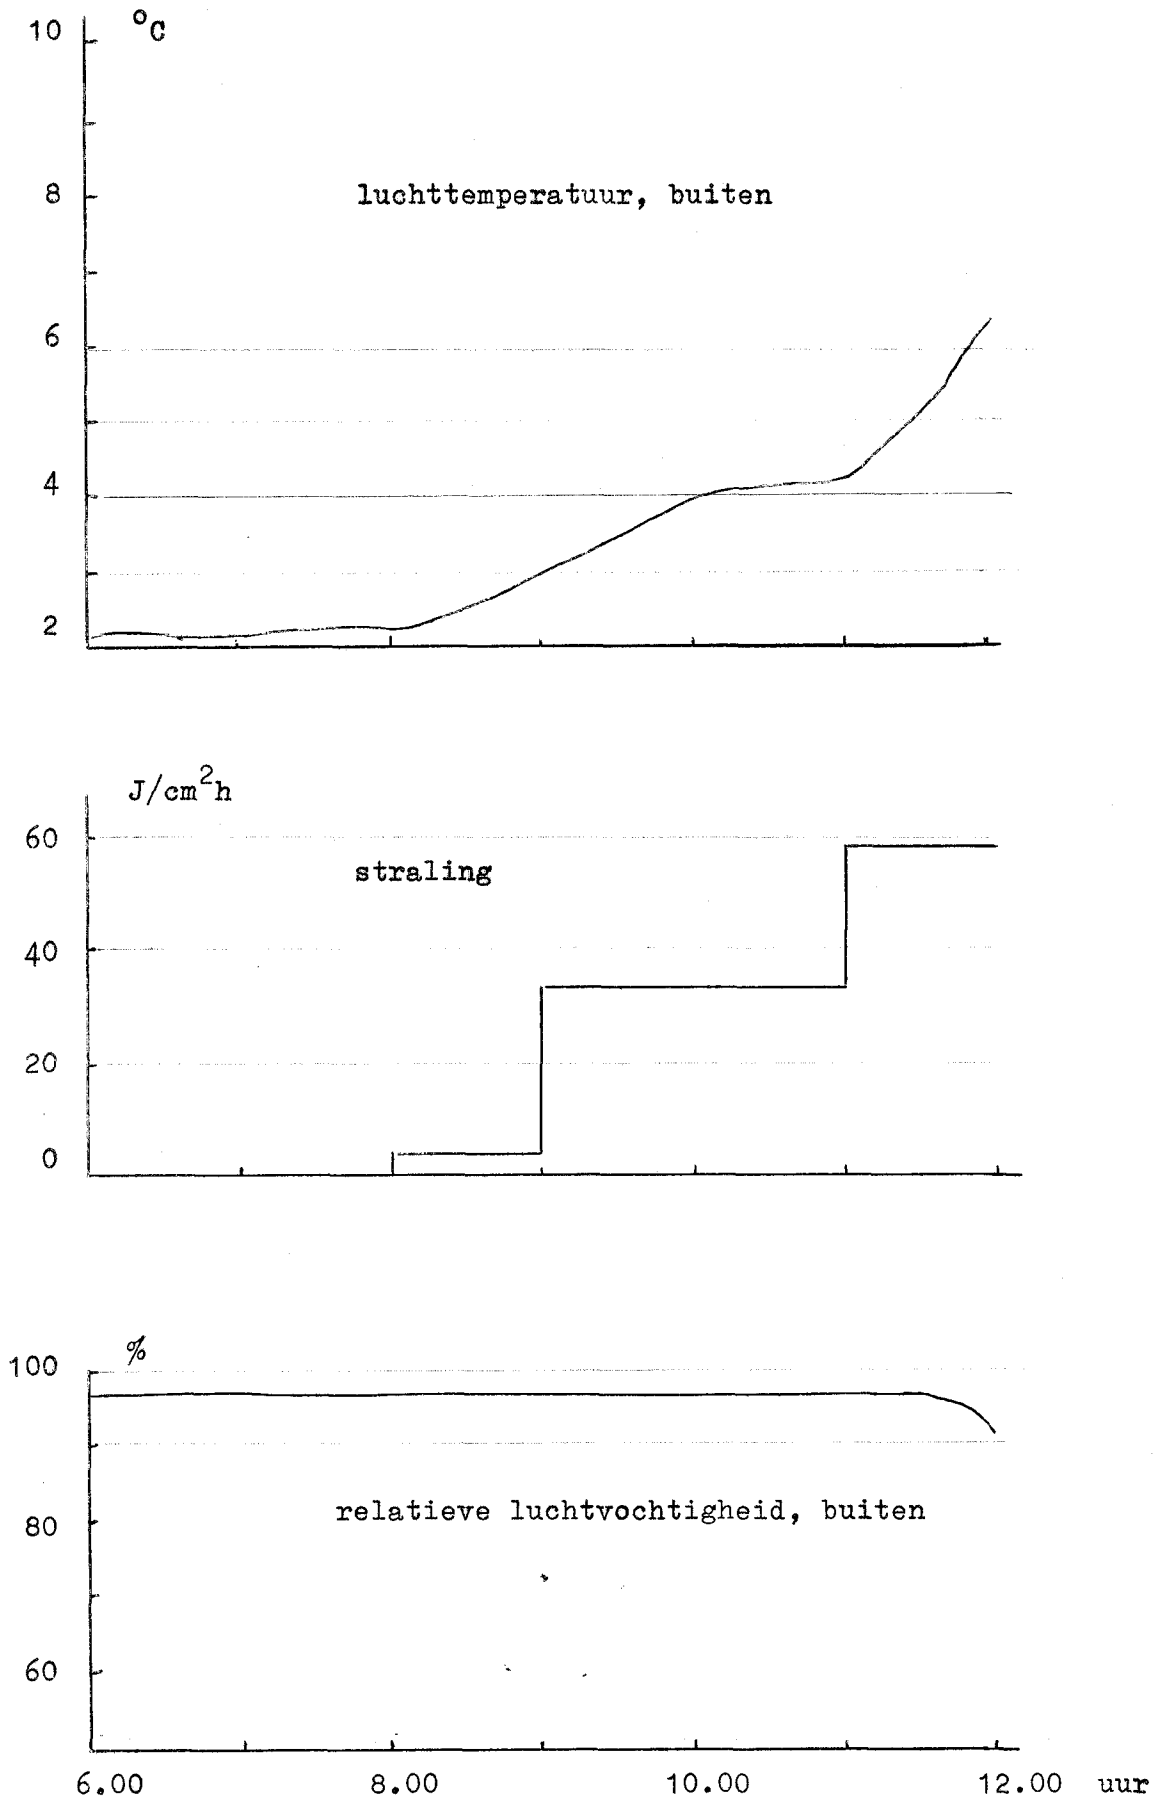 10 °C
8
luchttemperatuur, buiten
6
4
2
J/cm²h
60
straling
40
20
0
%
100
relatieve luchtvochtigheid, buiten
80
60
6.00 8.00 10.00 12.00 uur